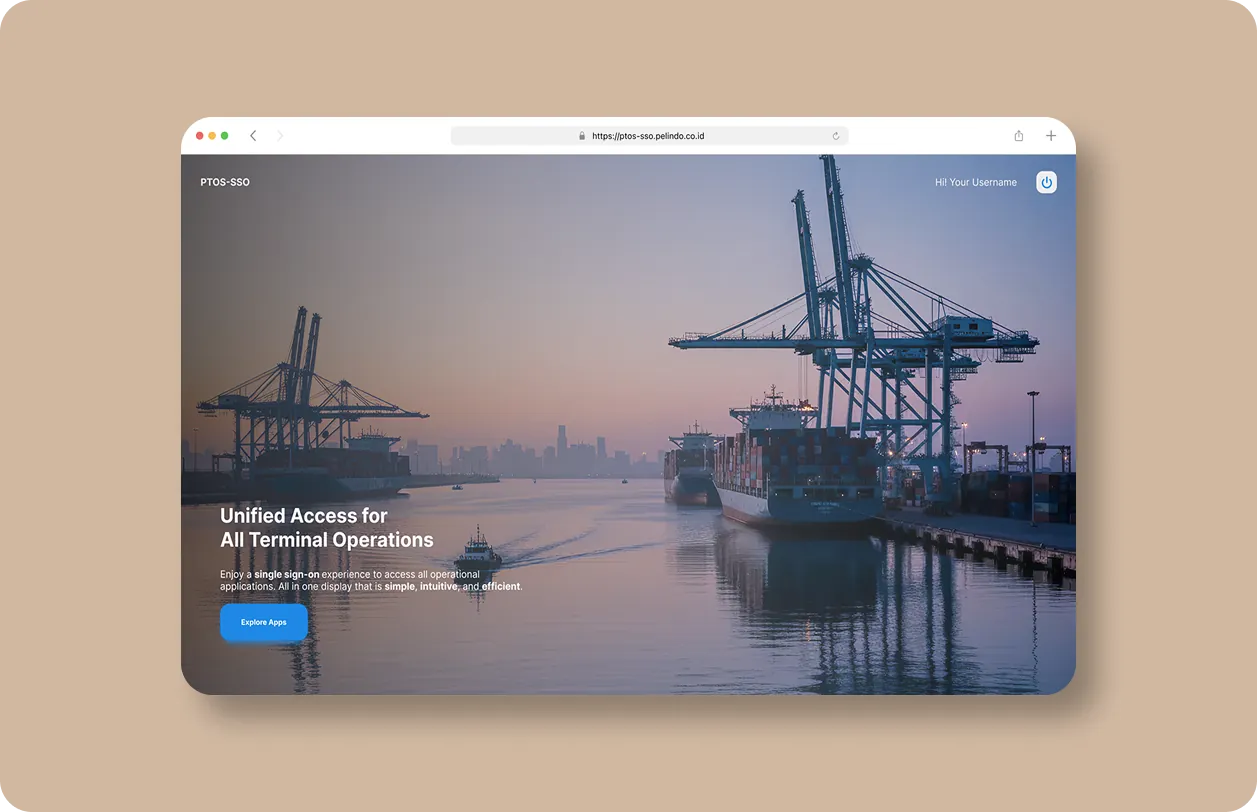 https://ptos-sso.pelindo.co.id
PTOS-SSO
Hi! Your Username
Unified Access for
All Terminal Operations
Enjoy a single sign-on experience to access all operational
applications. All in one display that is simple, intuitive, and efficient.
Explore Apps